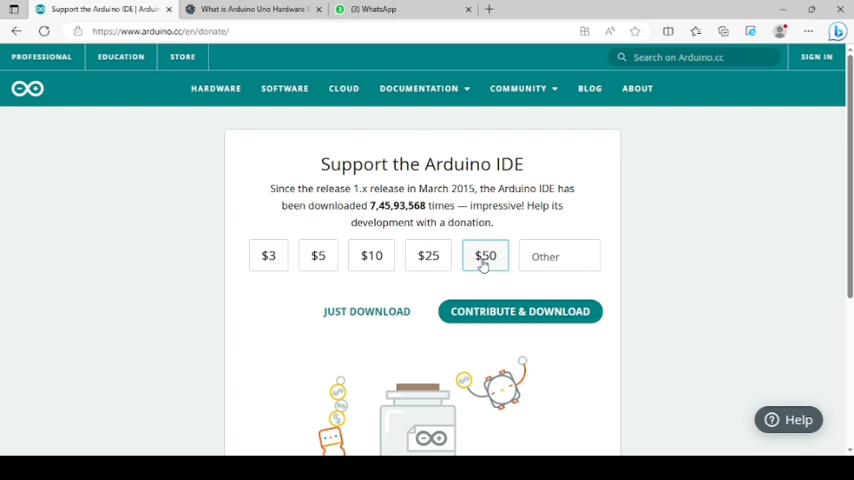 Support the Arduino IDE | Arduin
What is Arduino Uno Hardware
(3) WhatsApp
https://www.arduino.cc/en/donate/
PROFESSIONAL
EDUCATION
STORE
Search on Arduino.cc
SIGN IN
HARDWARE
SOFTWARE
CLOUD
DOCUMENTATION
COMMUNITY
BLOG
ABOUT
Support the Arduino IDE
Since the release 1.x release in March 2015, the Arduino IDE has
been downloaded 7,45,93,568 times — impressive! Help its
development with a donation.
$3
$5
$10
$25
$50
Other
JUST DOWNLOAD
CONTRIBUTE & DOWNLOAD
Help